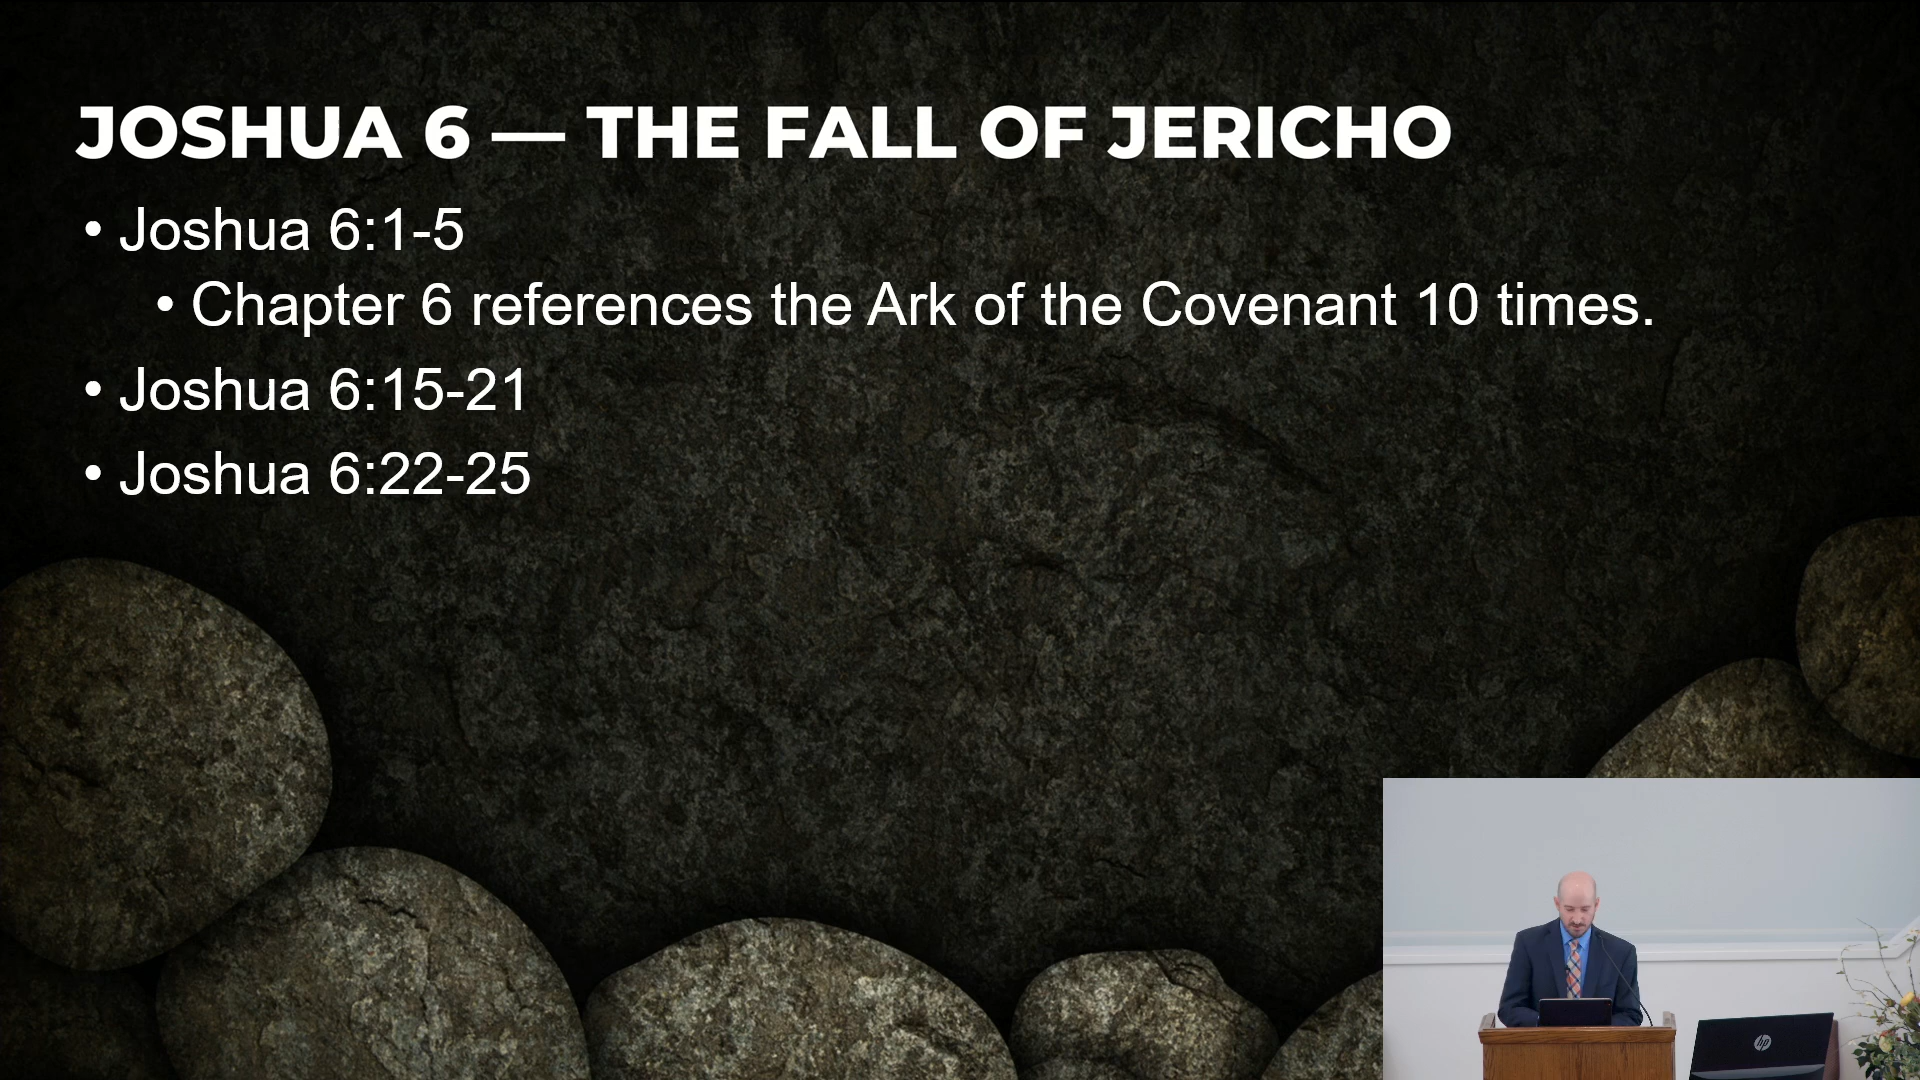 JOSHUA 6 — THE FALL OF JERICHO
• Joshua 6:1-5
• Chapter 6 references the Ark of the Covenant 10 times.
• Joshua 6:15-21
• Joshua 6:22-25
hp